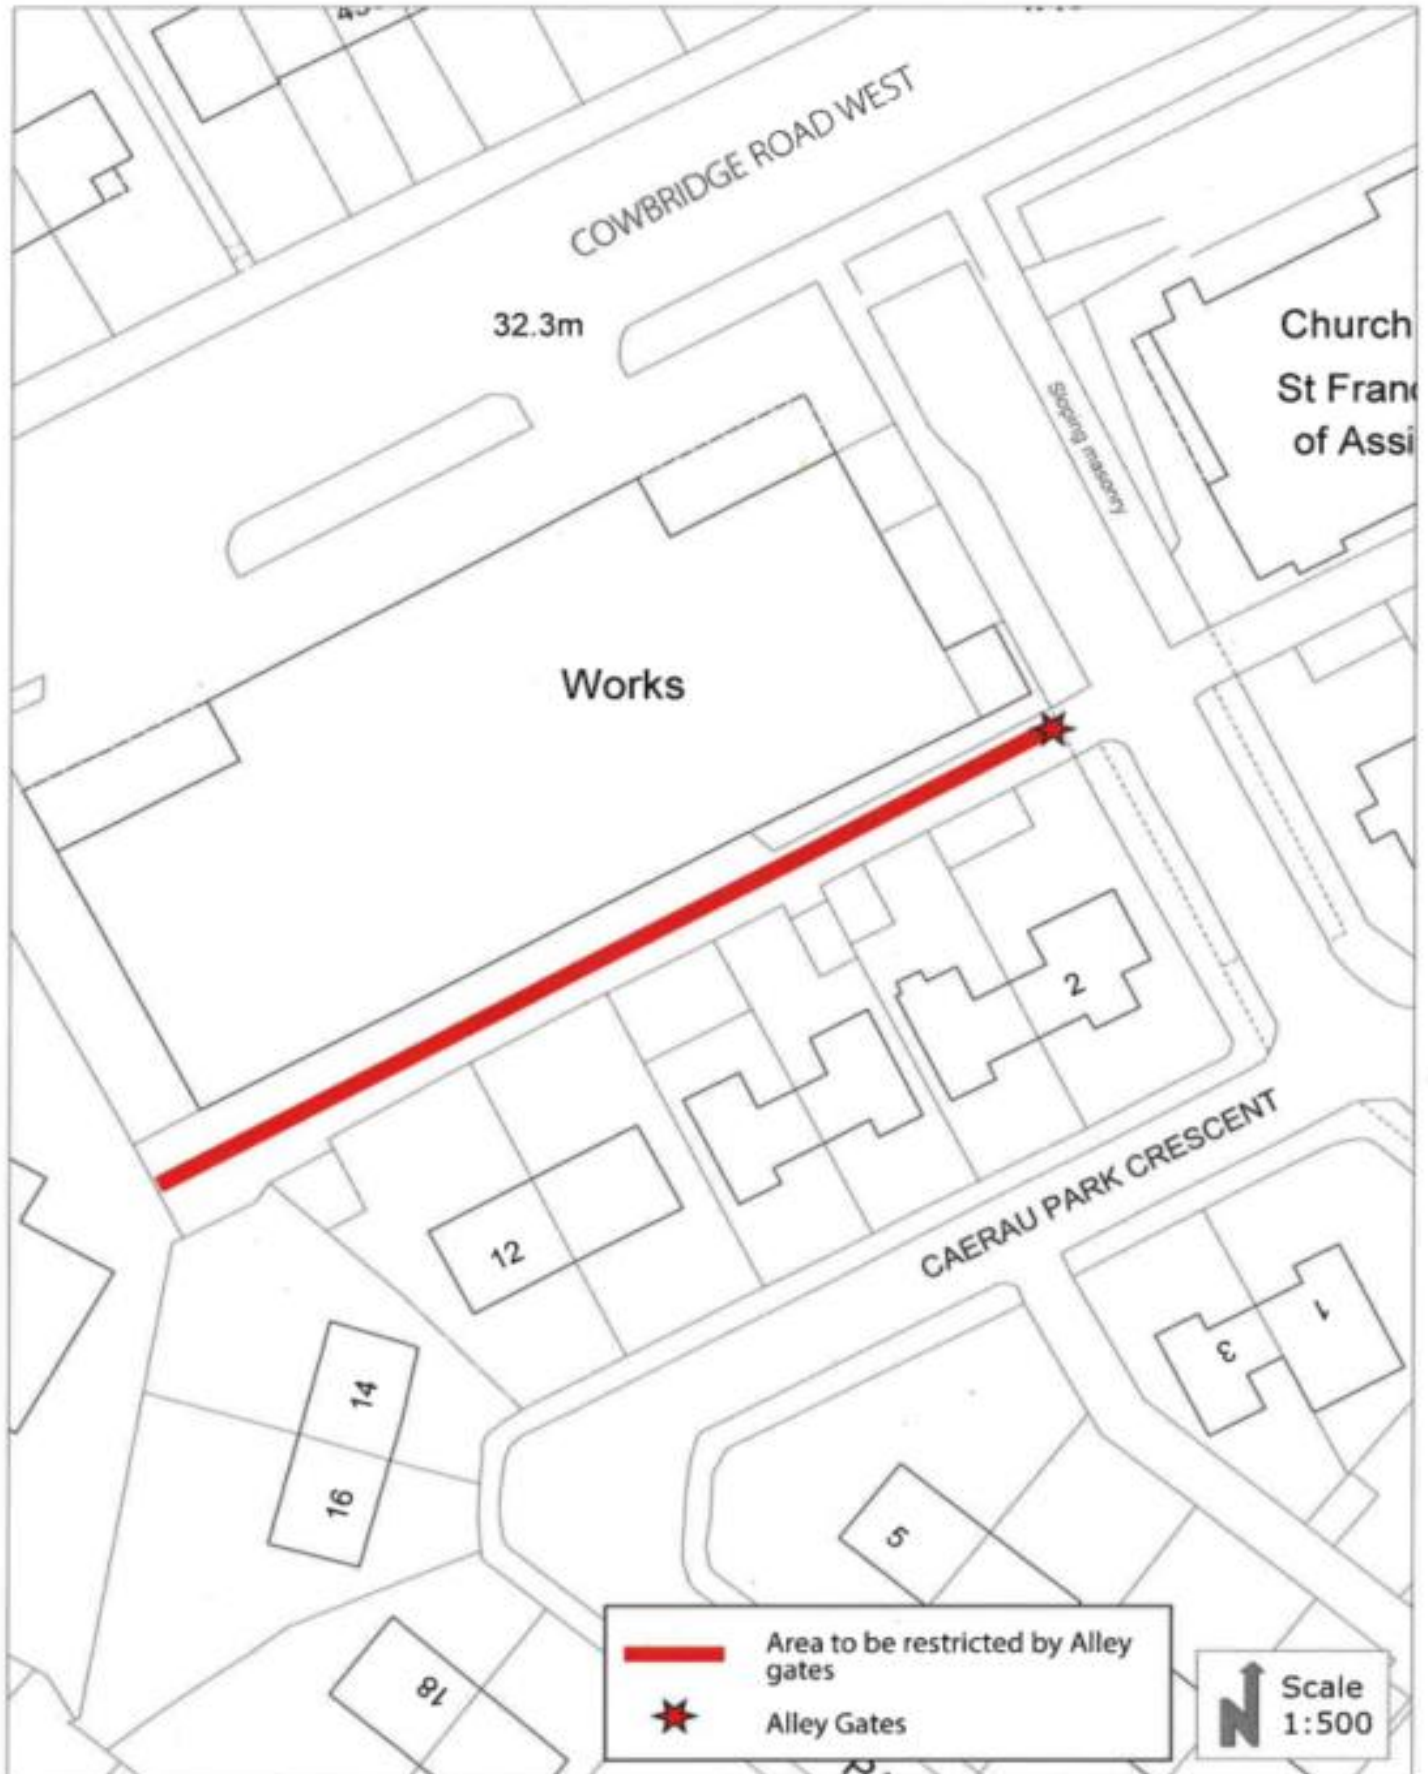 COWBRIDGE ROAD WEST
32.3m
Church
St Franc
of Assi
Sloping masonry
Works
2
CAERAU PARK CRESCENT
12
1
3
14
16
5
18
Area to be restricted by Alley
gates
Alley Gates
N
Scale
1:500